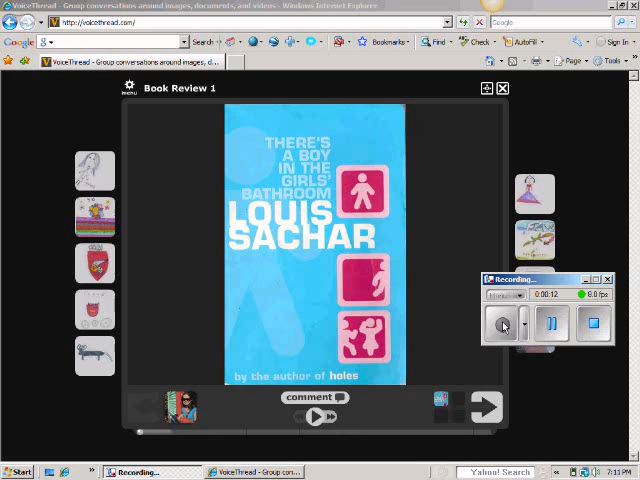 VoiceThread - Group conversations around images, documents, and videos - Windows Internet Explorer
http://voicethread.com/
Google
Google
Search
Bookmarks
Find
Check
AutoFill
Sign In
VoiceThread - Group conversations around images, d...
Page
Tools
menu
Book Review 1
THERE'S
A BOY
IN THE
GIRLS'
BATHROOM
LOUIS
SACHAR
by the author of holes
Recording...
0:00:12
8.0 fps
comment
Start
Recording...
VoiceThread - Group con...
Yahoo! Search
7:11 PM